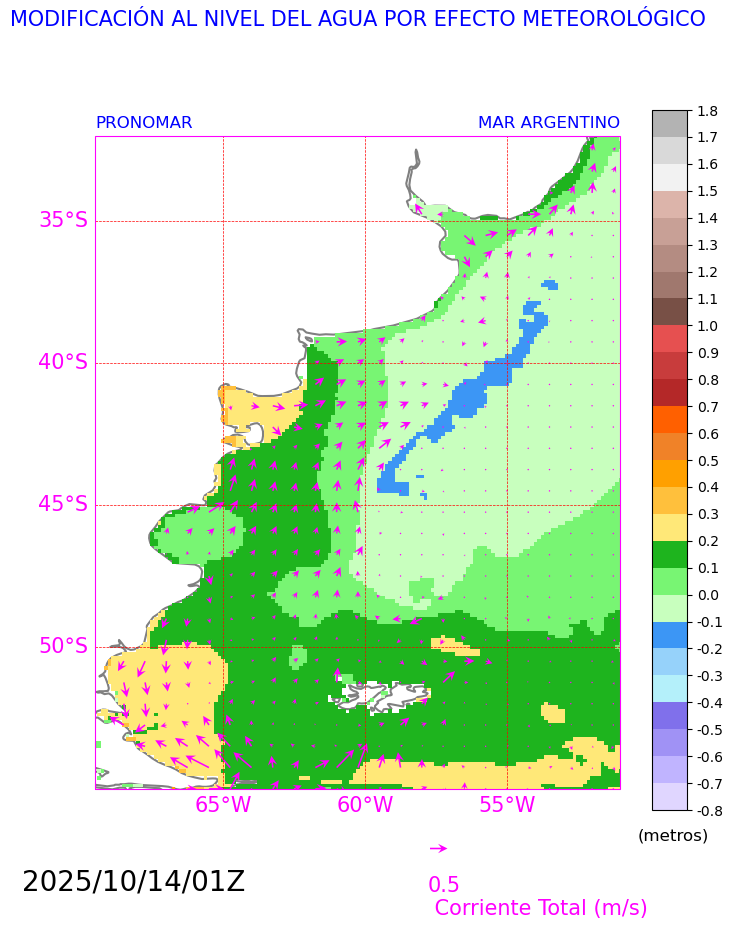 MODIFICACIÓN AL NIVEL DEL AGUA POR EFECTO METEOROLÓGICO
PRONOMAR
MAR ARGENTINO
35°S
40°S
45°S
50°S
65°W
60°W
55°W
1.8
1.7
1.6
1.5
1.4
1.3
1.2
1.1
1.0
0.9
0.8
0.7
0.6
0.5
0.4
0.3
0.2
0.1
0.0
-0.1
-0.2
-0.3
-0.4
-0.5
-0.6
-0.7
-0.8
(metros)
2025/10/14/01Z
0.5
Corriente Total (m/s)